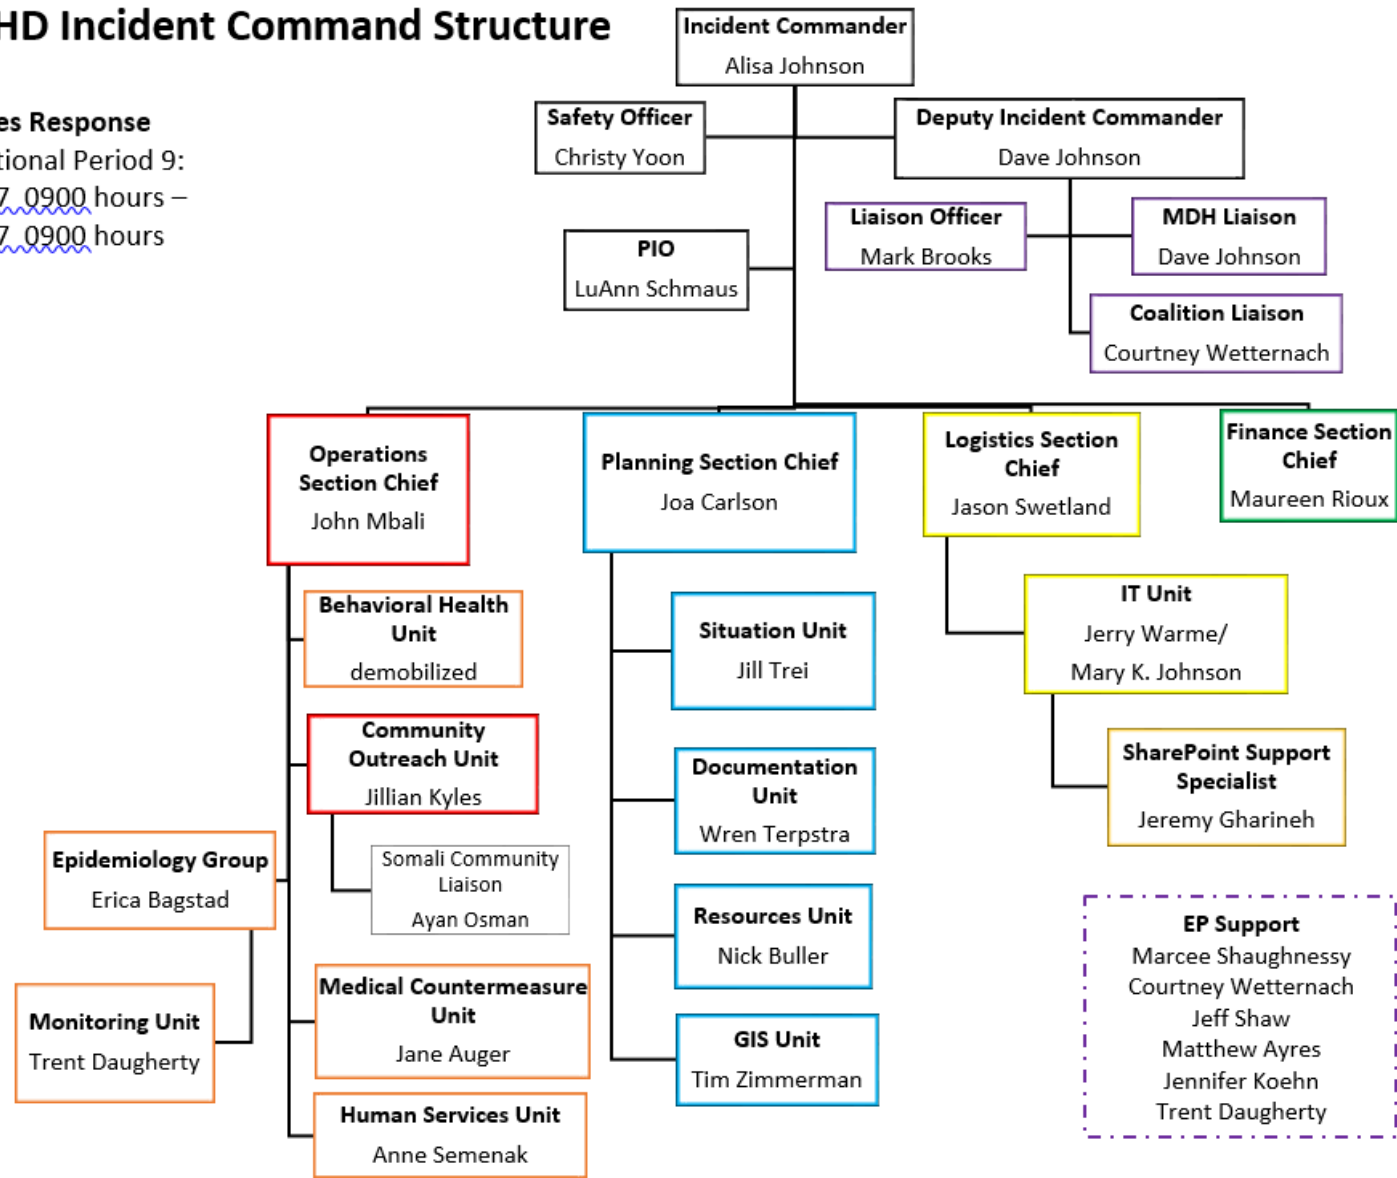 HD Incident Command Structure
es Response
tional Period 9:
7 0900 hours –
7 0900 hours
Incident Commander
Alisa Johnson
Safety Officer
Christy Yoon
Deputy Incident Commander
Dave Johnson
Liaison Officer
Mark Brooks
MDH Liaison
Dave Johnson
PIO
LuAnn Schmaus
Coalition Liaison
Courtney Wetternach
Operations
Section Chief
John Mbali
Planning Section Chief
Joa Carlson
Logistics Section
Chief
Jason Swetland
Finance Section
Chief
Maureen Rioux
Behavioral Health
Unit
demobilized
Community
Outreach Unit
Jillian Kyles
Somali Community
Liaison
Ayan Osman
Epidemiology Group
Erica Bagstad
Monitoring Unit
Trent Daugherty
Medical Countermeasure
Unit
Jane Auger
Human Services Unit
Anne Semenak
Situation Unit
Jill Trei
Documentation
Unit
Wren Terpstra
Resources Unit
Nick Buller
GIS Unit
Tim Zimmerman
IT Unit
Jerry Warme/
Mary K. Johnson
SharePoint Support
Specialist
Jeremy Gharineh
EP Support
Marcee Shaughnessy
Courtney Wetternach
Jeff Shaw
Matthew Ayres
Jennifer Koehn
Trent Daugherty